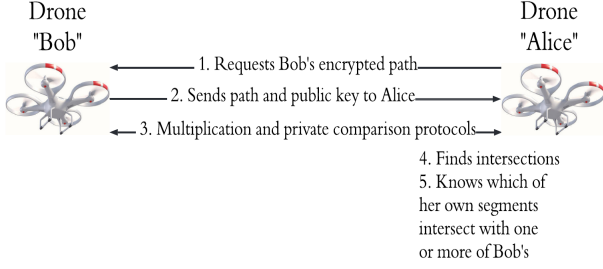 Drone
"Bob"
Drone
"Alice"
1. Requests Bob's encrypted path
2. Sends path and public key to Alice
3. Multiplication and private comparison protocols
4. Finds intersections
5. Knows which of
her own segments
intersect with one
or more of Bob's